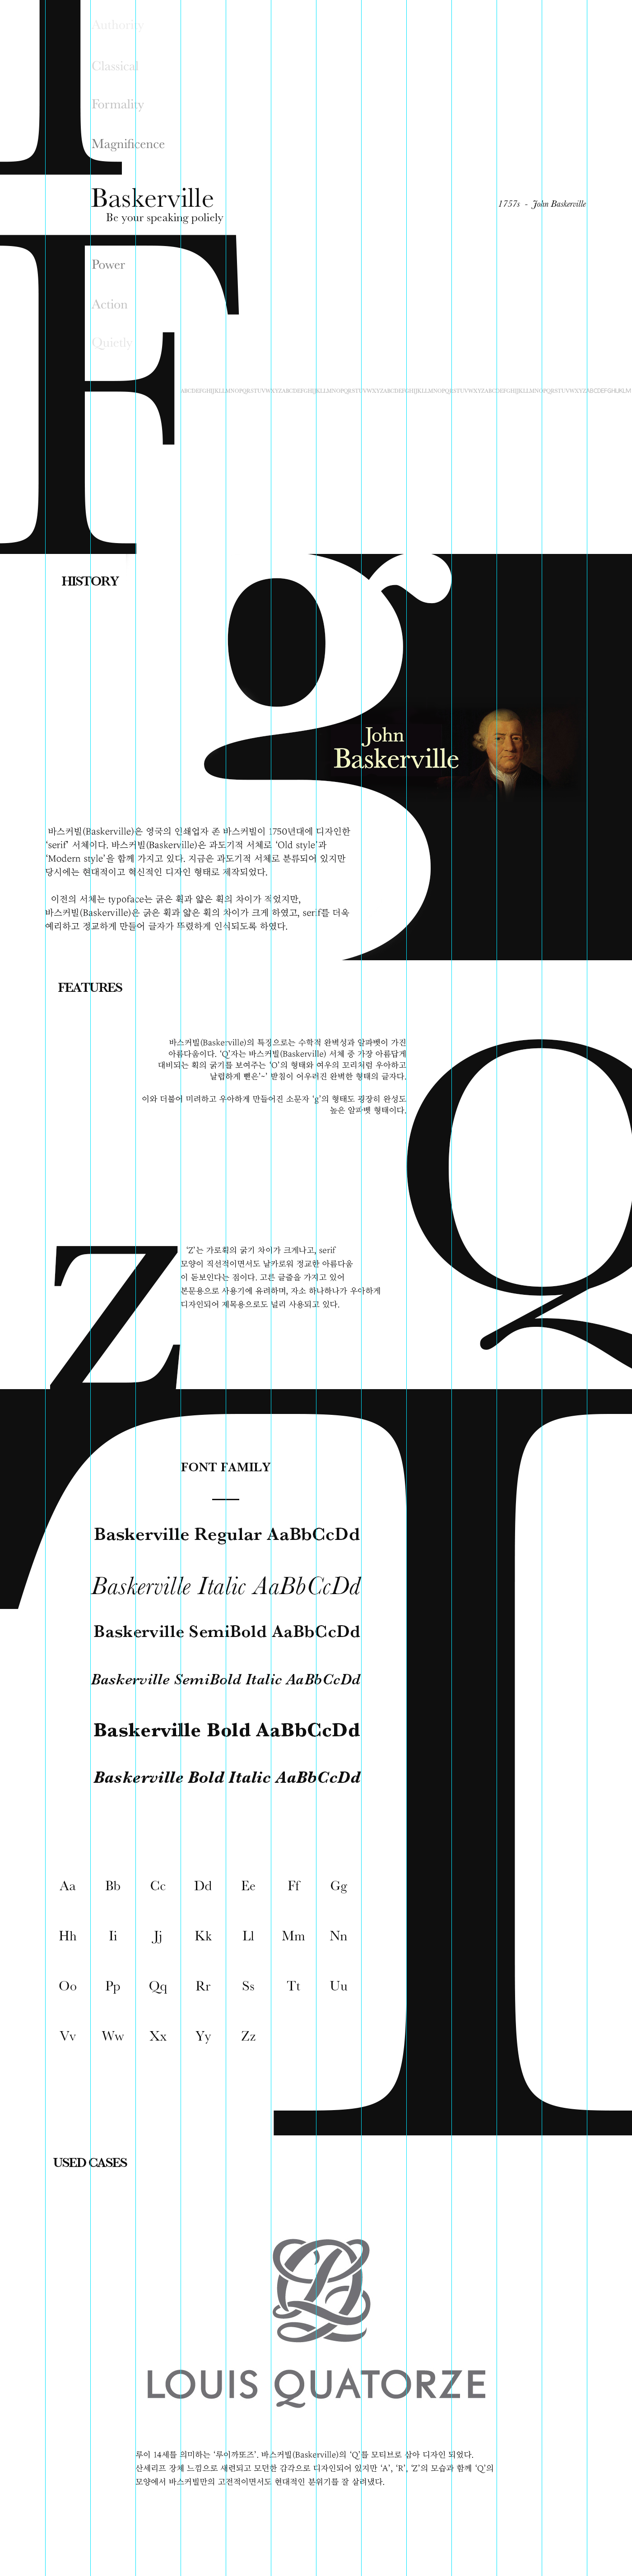 Authority
Classical
Formality
Magnificence
Baskerville
Be your speaking policely
1757s - John Baskerville
Power
Action
Quietly
HISTORY
John
Baskerville
바스커빌(Baskerville)은 영국의 인쇄업자 존 바스커빌이 1750년대에 디자인한
'serif' 서체이다. 바스커빌(Baskerville)은 과도기적 서체로 'Old style'과
'Modern style'을 함께 가지고 있다. 지금은 과도기적 서체로 분류되어 있지만
당시에는 현대적이고 혁신적인 디자인 형태로 제작되었다.
이전의 서체는 typoface는 굵은 획과 얇은 획의 차이가 적었지만,
바스커빌(Baskerville)은 굵은 획과 얇은 획의 차이가 크게 하였고, serif를 더욱
예리하고 정교하게 만들어 글자가 뚜렸하게 인식되도록 하였다.
FEATURES
바스커빌(Baskerville)의 특징으로는 수학적 완벽성과 알파벳이 가진
아름다움이다. 'Q'자는 바스커빌(Baskerville) 서체 중 가장 아름답게
대비되는 획의 굵기를 보여주는 'O'의 형태와 여우의 꼬리처럼 우아하고
날렵하게 뻗은'~' 받침이 어우러진 완벽한 형태의 글자다.
이와 더불어 미려하고 우아하게 만들어진 소문자 'g'의 형태도 굉장히 완성도
높은 알파벳 형태이다.
Q
z
'Z'는 가로획의 굵기 차이가 크게나고, serif
모양이 직선적이면서도 날카로워 정교한 아름다움
이 돋보인다는 점이다. 고른 글줄을 가지고 있어
본문용으로 사용기에 유려하며, 자소 하나하나가 우아하게
디자인되어 제목용으로도 널리 사용되고 있다.
FONT FAMILY
Baskerville Regular AaBbCcDd
Baskerville Italic AaBbCcDd
Baskerville SemiBold AaBbCcDd
Baskerville SemiBold Italic AaBbCcDd
Baskerville Bold AaBbCcDd
Baskerville Bold Italic AaBbCcDd
Aa Bb Cc Dd Ee Ff Gg
Hh Ii Jj Kk Ll Mm Nn
Oo Pp Qq Rr Ss Tt Uu
Vv Ww Xx Yy Zz
USED CASES
LOUIS QUATORZE
루이 14세를 의미하는 '루이까또즈'. 바스커빌(Baskerville)의 'Q'를 모티브로 삼아 디자인 되었다.
산세리프 장체 느낌으로 세련되고 모던한 감각으로 디자인되어 있지만 'A', 'R', 'Z'의 모습과 함께 'Q'의
모양에서 바스커빌만의 고전적이면서도 현대적인 분위기를 잘 살려냈다.